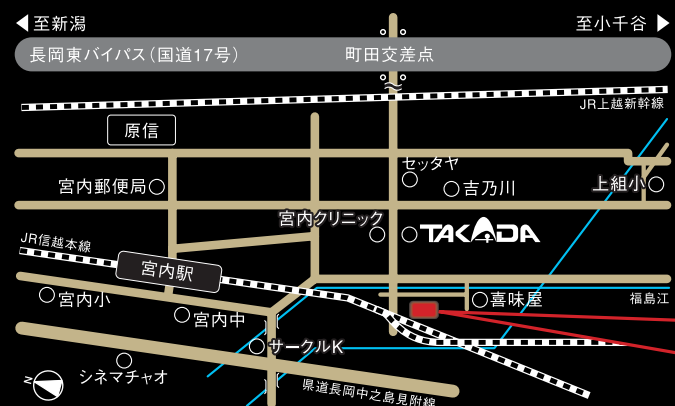 至新潟
至小千谷
長岡東バイパス（国道17号）
町田交差点
JR上越新幹線
原信
セッタヤ
宮内郵便局
吉乃川
上組小
宮内クリニック
TAKADA
JR信越本線
宮内駅
宮内小
宮内中
喜味屋
福島江
サークルK
シネマチャオ
県道長岡中之島見附線
N